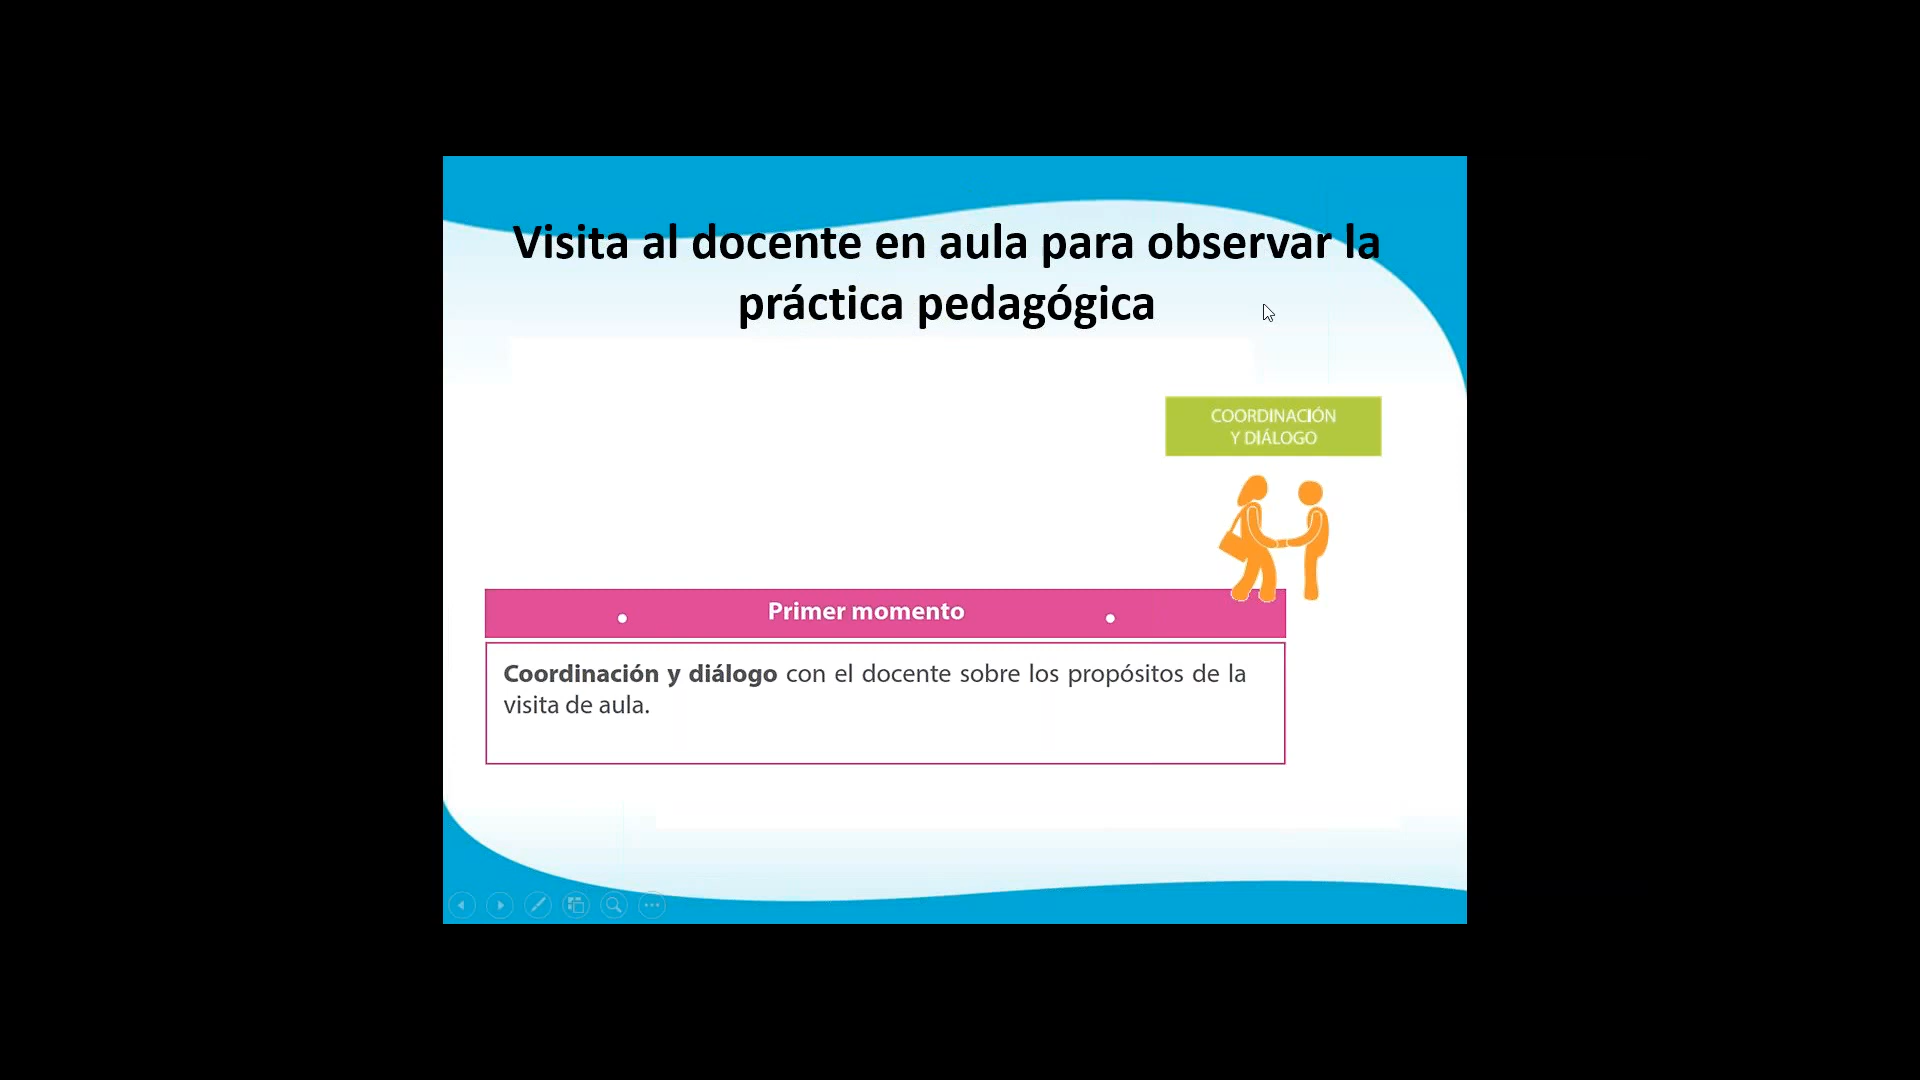 Visita al docente en aula para observar la
práctica pedagógica
COORDINACIÓN
Y DIÁLOGO
Primer momento
Coordinación y diálogo con el docente sobre los propósitos de la
visita de aula.